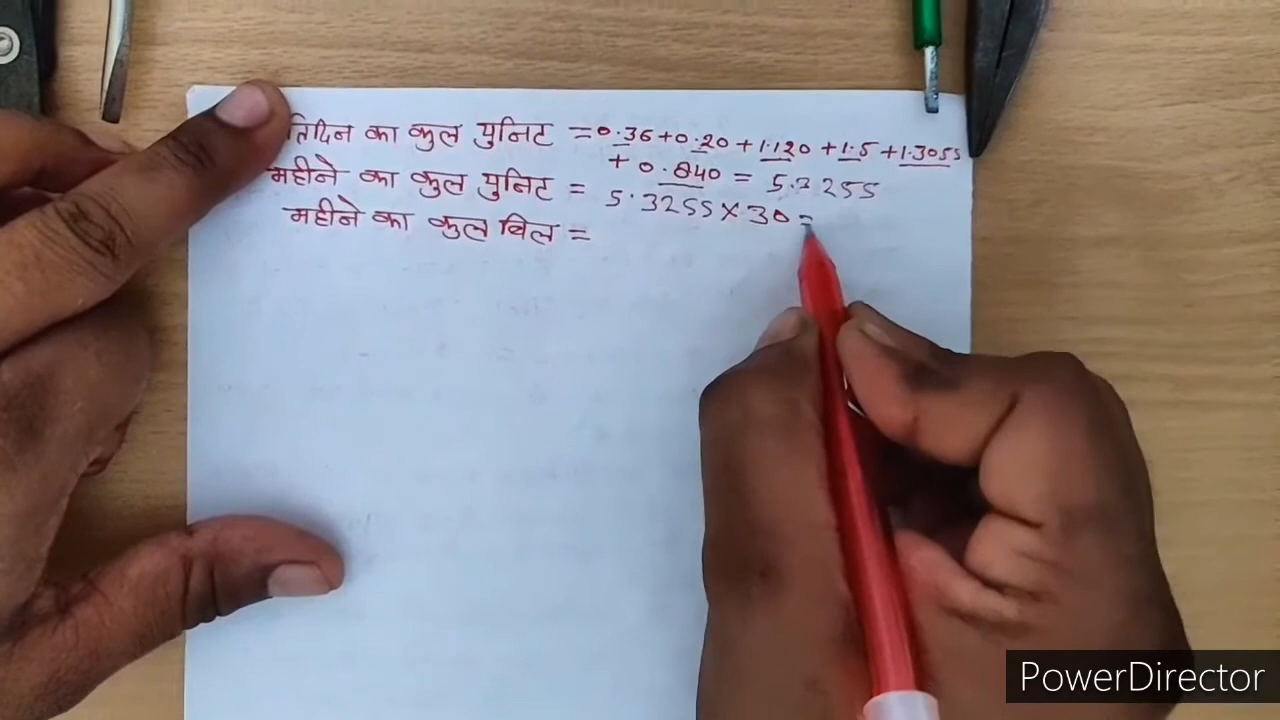 तिदिन का कुल युनिट = 0.36 + 0.20 + 1.120 + 1.5 + 1.3055
+ 0.840 = 5.3255
महीने का कुल युनिट = 5.3255 × 30 =
महीने का कुल बिल =
PowerDirector